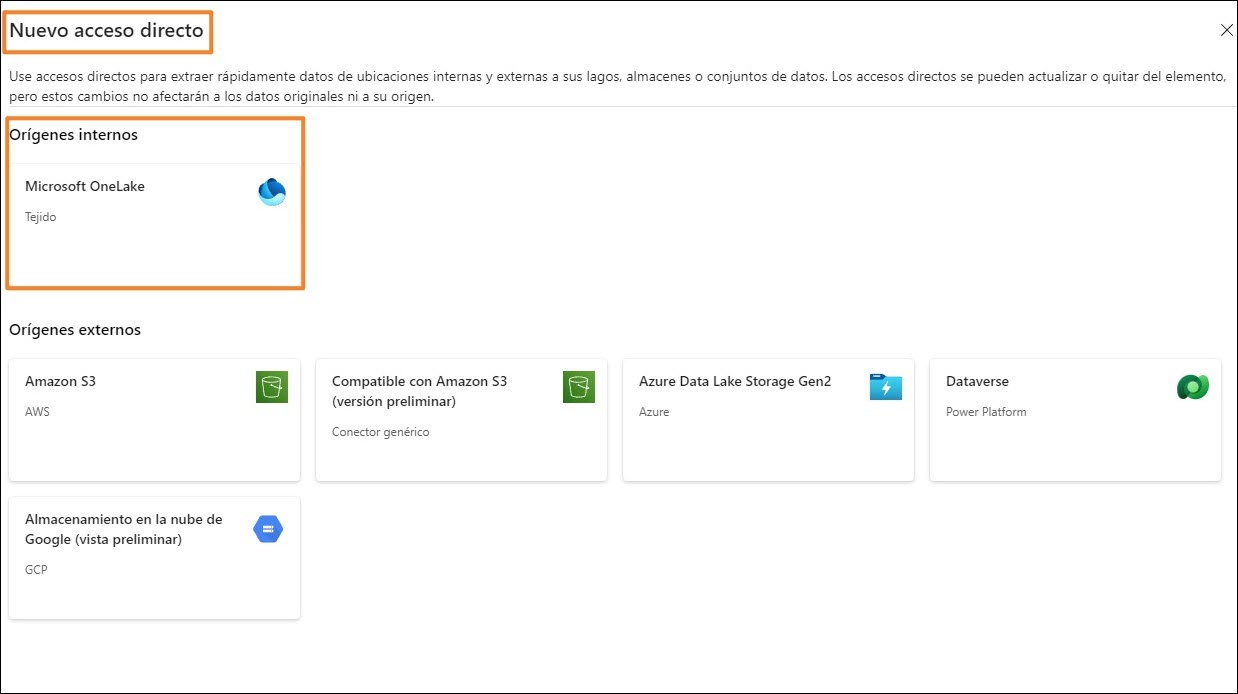 Nuevo acceso directo
Use accesos directos para extraer rápidamente datos de ubicaciones internas y externas a sus lagos, almacenes o conjuntos de datos. Los accesos directos se pueden actualizar o quitar del elemento,
pero estos cambios no afectarán a los datos originales ni a su origen.
Orígenes internos
Microsoft OneLake
Tejido
Orígenes externos
Amazon S3
AWS
Compatible con Amazon S3
(versión preliminar)
Conector genérico
Azure Data Lake Storage Gen2
Azure
Dataverse
Power Platform
Almacenamiento en la nube de
Google (vista preliminar)
GCP